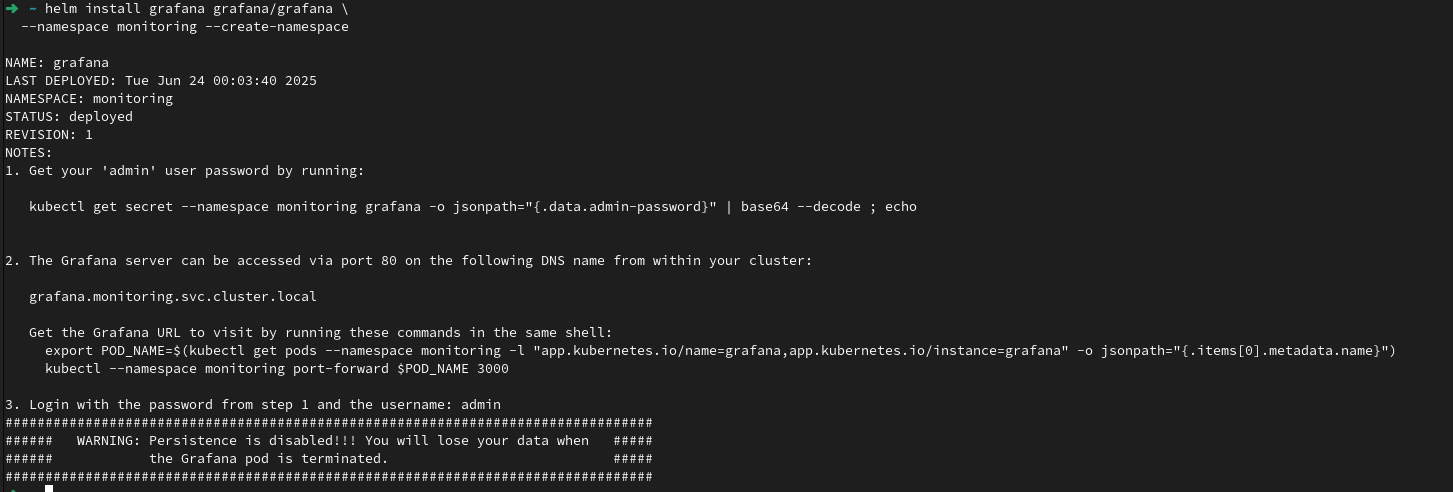 ➜ ~ helm install grafana grafana/grafana \
  --namespace monitoring --create-namespace
NAME: grafana
LAST DEPLOYED: Tue Jun 24 00:03:40 2025
NAMESPACE: monitoring
STATUS: deployed
REVISION: 1
NOTES:
1. Get your 'admin' user password by running:
   kubectl get secret --namespace monitoring grafana -o jsonpath="{.data.admin-password}" | base64 --decode ; echo
2. The Grafana server can be accessed via port 80 on the following DNS name from within your cluster:
   grafana.monitoring.svc.cluster.local
   Get the Grafana URL to visit by running these commands in the same shell:
     export POD_NAME=$(kubectl get pods --namespace monitoring -l "app.kubernetes.io/name=grafana,app.kubernetes.io/instance=grafana" -o jsonpath="{.items[0].metadata.name}")
     kubectl --namespace monitoring port-forward $POD_NAME 3000
3. Login with the password from step 1 and the username: admin
#################################################################################
######   WARNING: Persistence is disabled!!! You will lose your data when   #####
######            the Grafana pod is terminated.                            #####
#################################################################################